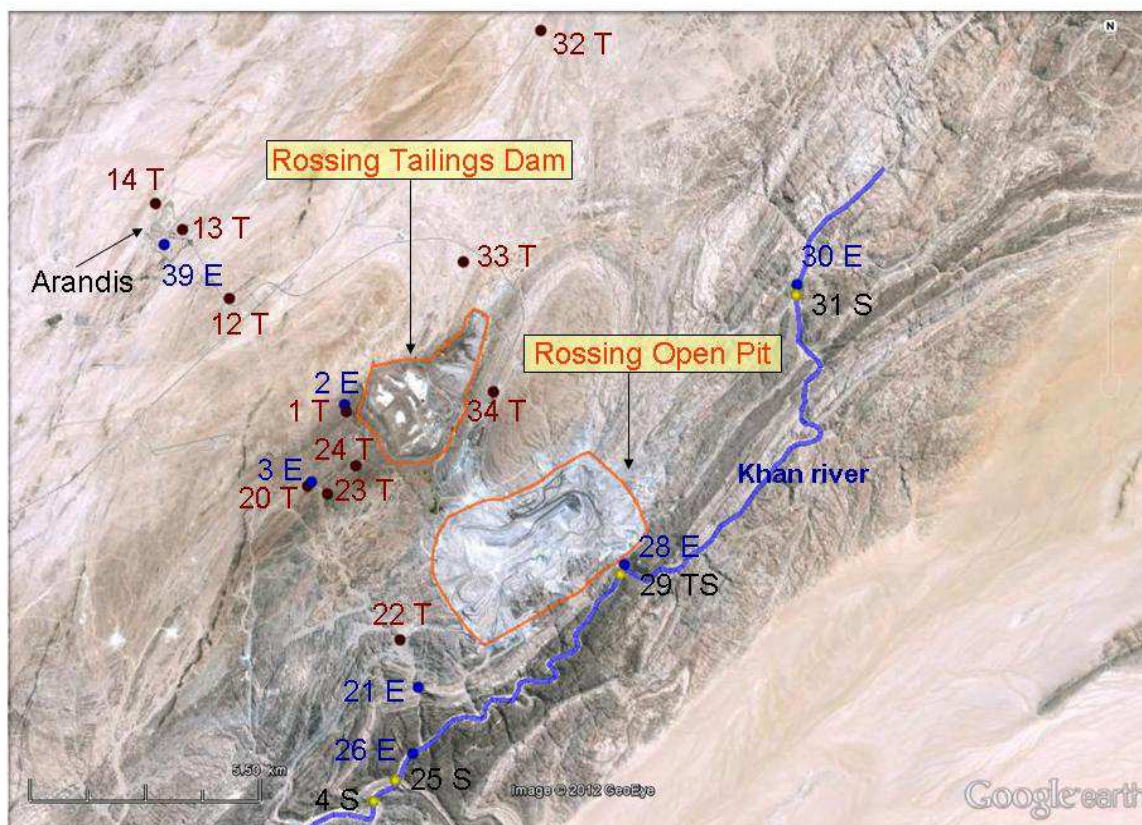 N
32 T
Rossing Tailings Dam
14 T
13 T
Arandis
39 E
33 T
30 E
31 S
12 T
Rossing Open Pit
2 E
1 T
34 T
24 T
3 E
20 T
23 T
Khan river
28 E
29 TS
22 T
21 E
26 E
25 S
4 S
5.50 km
Image © 2012 GeoEye
Google earth